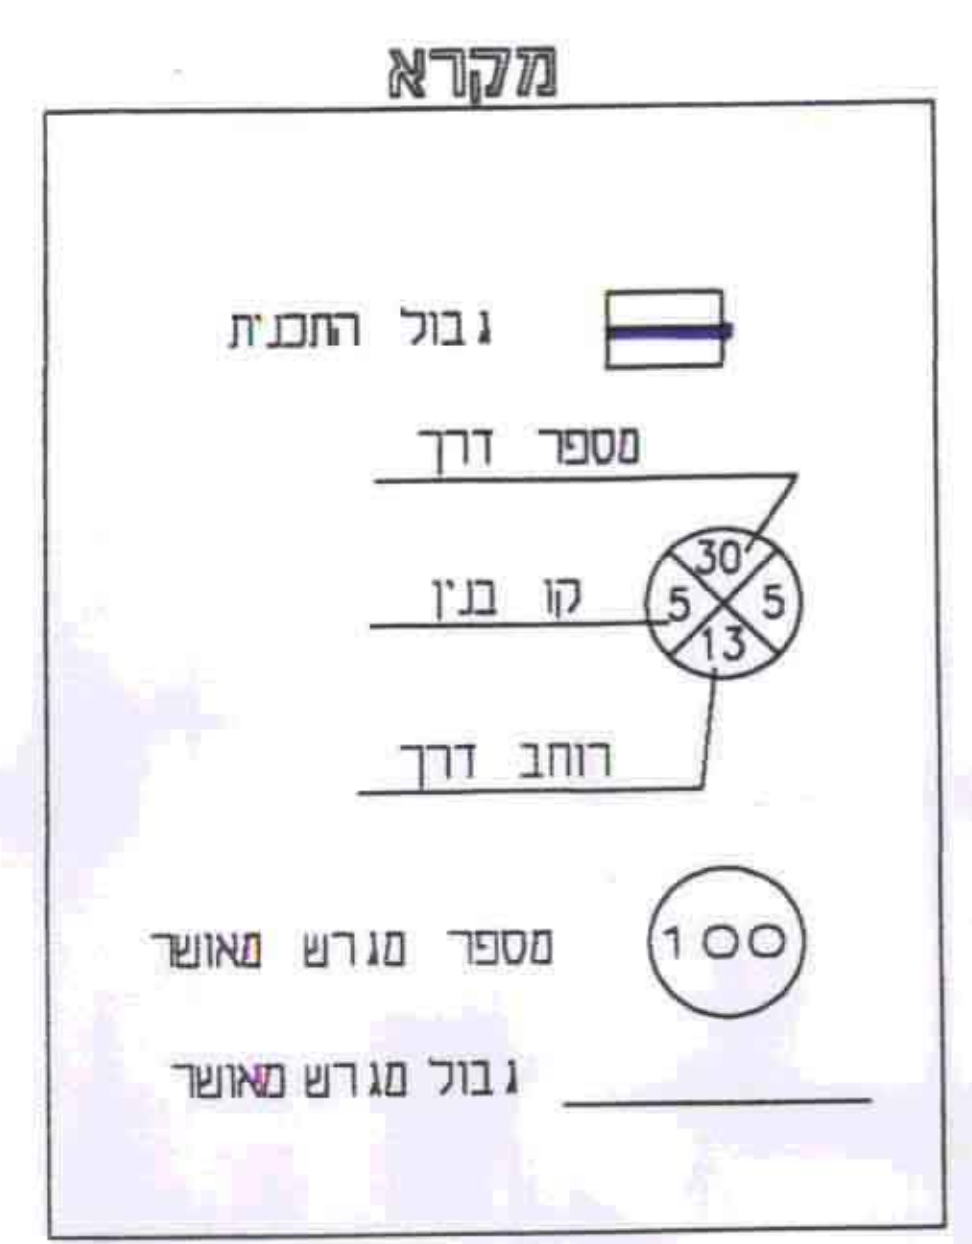 מקרא
גבול התכנית
מספר דרך
30
קו בנין 5 5
13
רוחב דרך
מספר מגרש מאושר 100
גבול מגרש מאושר